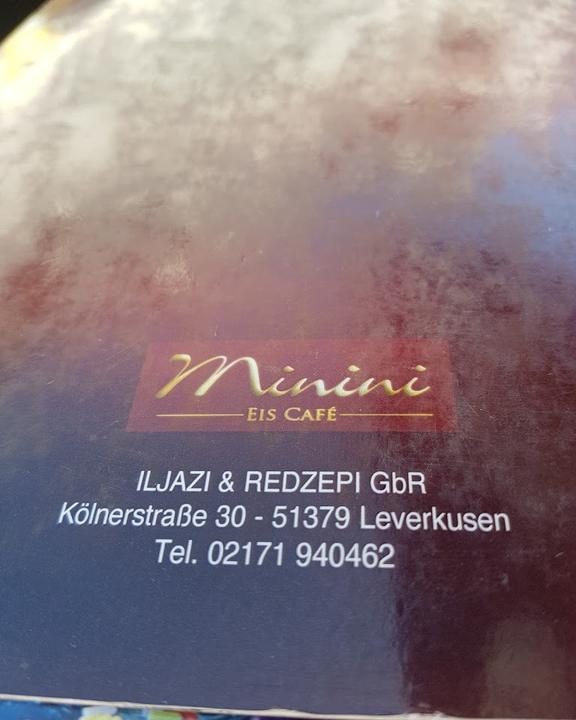 Minini
EIS CAFÉ
ILJAZI & REDZEPI GbR
Kölnerstraße 30 - 51379 Leverkusen
Tel. 02171 940462